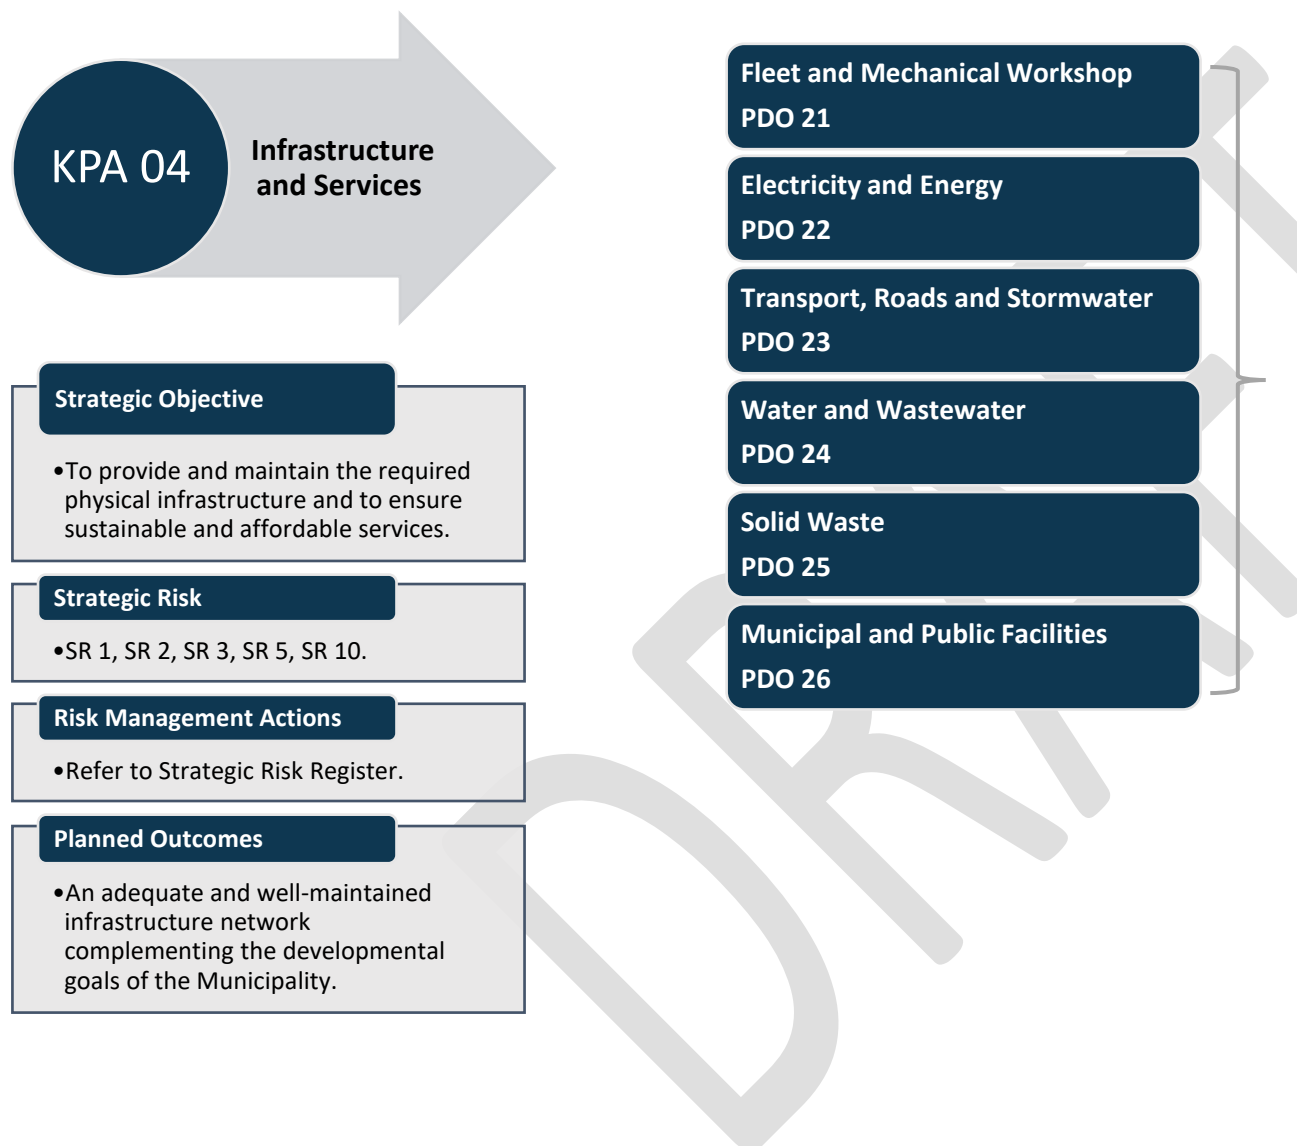 KPA 04
Infrastructure
and Services
Strategic Objective
•To provide and maintain the required
physical infrastructure and to ensure
sustainable and affordable services.
Strategic Risk
•SR 1, SR 2, SR 3, SR 5, SR 10.
Risk Management Actions
•Refer to Strategic Risk Register.
Planned Outcomes
•An adequate and well-maintained
infrastructure network
complementing the developmental
goals of the Municipality.
Fleet and Mechanical Workshop
PDO 21
Electricity and Energy
PDO 22
Transport, Roads and Stormwater
PDO 23
Water and Wastewater
PDO 24
Solid Waste
PDO 25
Municipal and Public Facilities
PDO 26
DRAFT